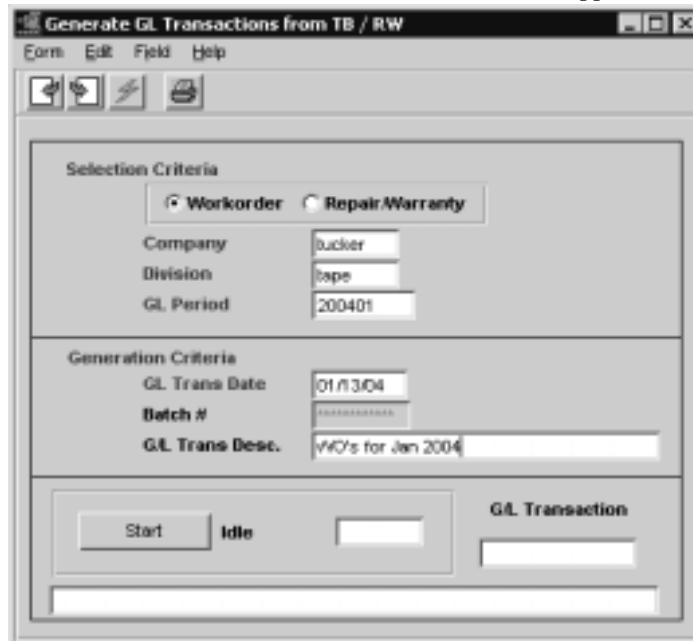 Generate GL Transactions from TB / RW
Form Edit Field Help
Selection Criteria
Workorder Repair/Warranty
Company tucker
Division tape
GL Period 200401
Generation Criteria
GL Trans Date 01/13/04
Batch # ************
G/L Trans Desc. WO's for Jan 2004
G/L Transaction
Start Idle